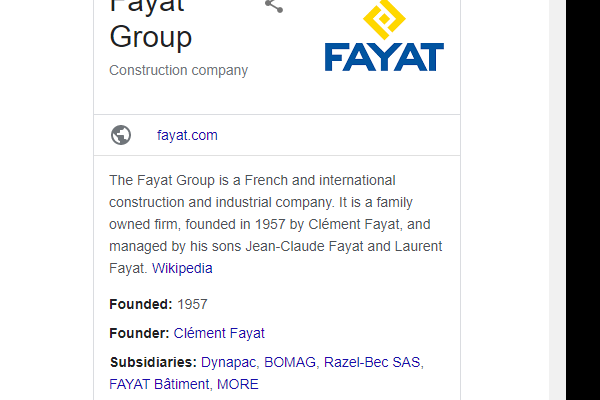 Fayat
Group
FAYAT
Construction company
fayat.com
The Fayat Group is a French and international
construction and industrial company. It is a family
owned firm, founded in 1957 by Clément Fayat, and
managed by his sons Jean-Claude Fayat and Laurent
Fayat. Wikipedia
Founded: 1957
Founder: Clément Fayat
Subsidiaries: Dynapac, BOMAG, Razel-Bec SAS,
FAYAT Bâtiment, MORE